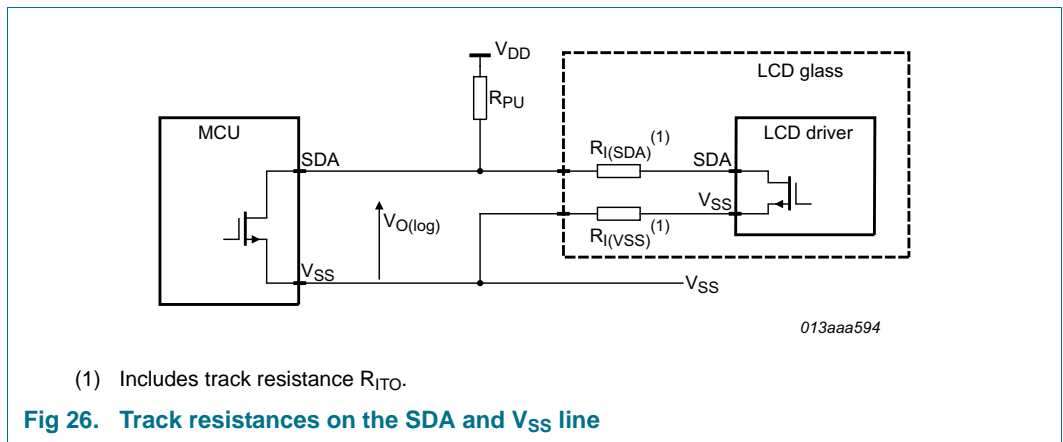 VDD
LCD glass
RPU
MCU
LCD driver
RI(SDA)(1)
SDA
SDA
VSS
VO(log)
RI(VSS)(1)
VSS
VSS
013aaa594
(1) Includes track resistance RITO.
Fig 26. Track resistances on the SDA and VSS line